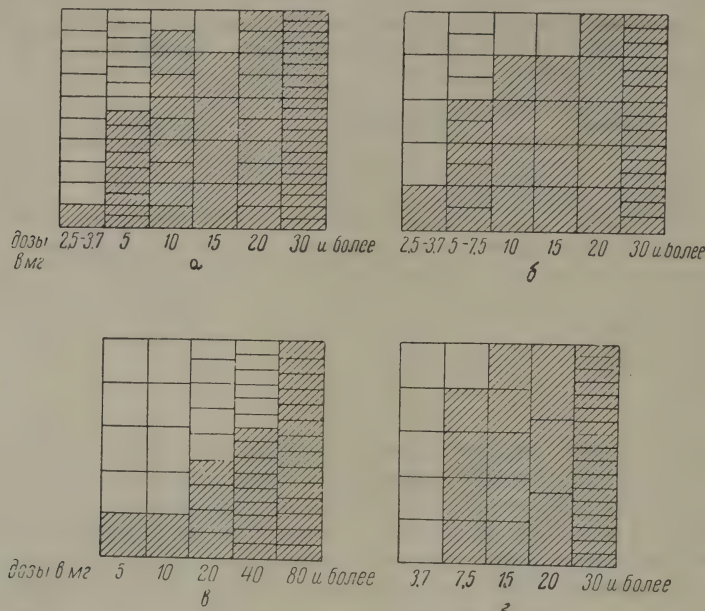 дозы 2,5-3,7 5 10 15 20 30 и более
в мг
а
2,5-3,7 5-7,5 10 15 20 30 и более
б
дозы в мг 5 10 20 40 80 и более
в
3,7 7,5 15 20 30 и более
г